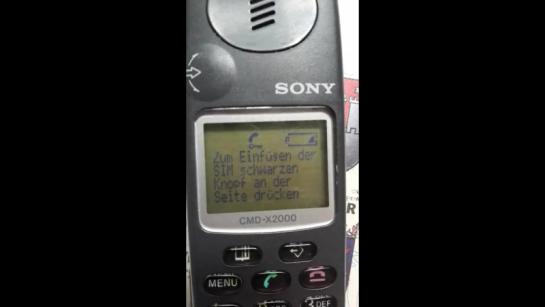 SONY
Zum Einfüsen der
SIM schwarzen
Knopf an der
Seite drücken
CMD-X2000
MENU
3 DEF
R